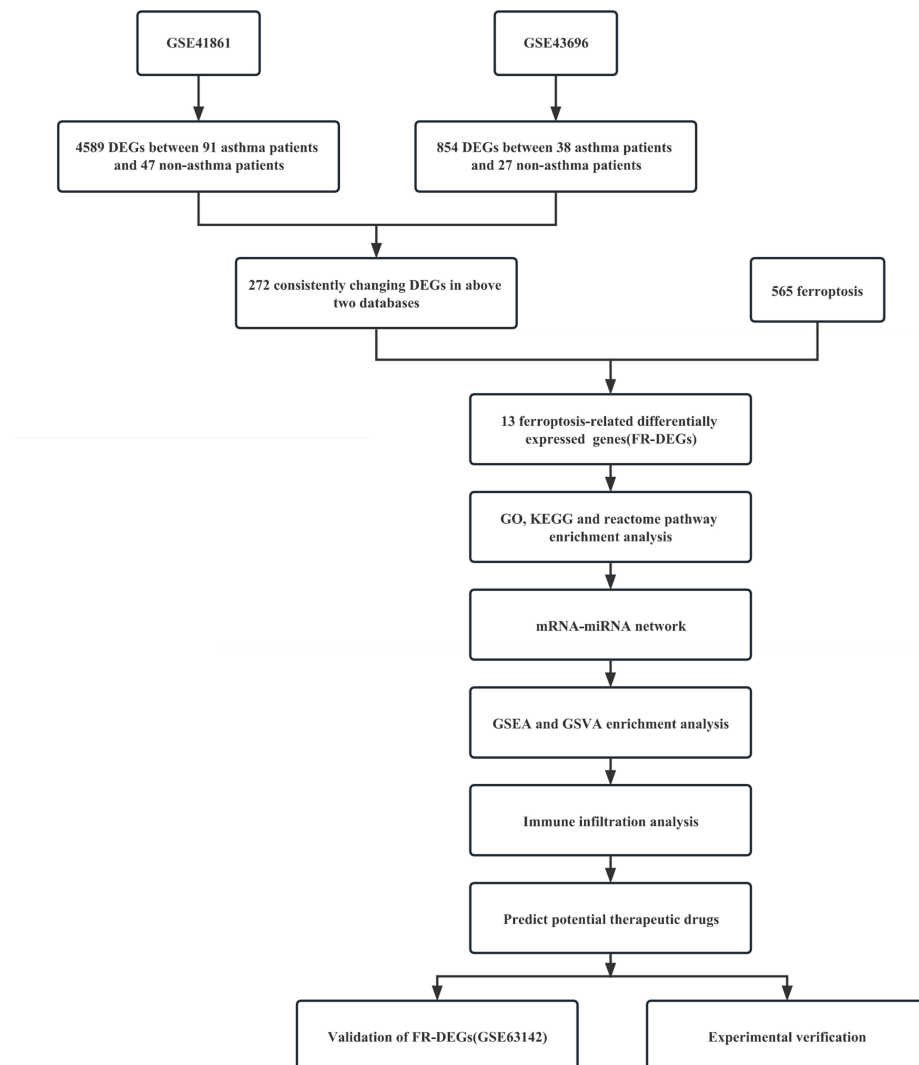 GSE41861
GSE43696
4589 DEGs between 91 asthma patients
and 47 non-asthma patients
854 DEGs between 38 asthma patients
and 27 non-asthma patients
272 consistently changing DEGs in above
two databases
565 ferroptosis
13 ferroptosis-related differentially
expressed genes(FR-DEGs)
GO, KEGG and reactome pathway
enrichment analysis
mRNA-miRNA network
GSEA and GSVA enrichment analysis
Immune infiltration analysis
Predict potential therapeutic drugs
Validation of FR-DEGs(GSE63142)
Experimental verification